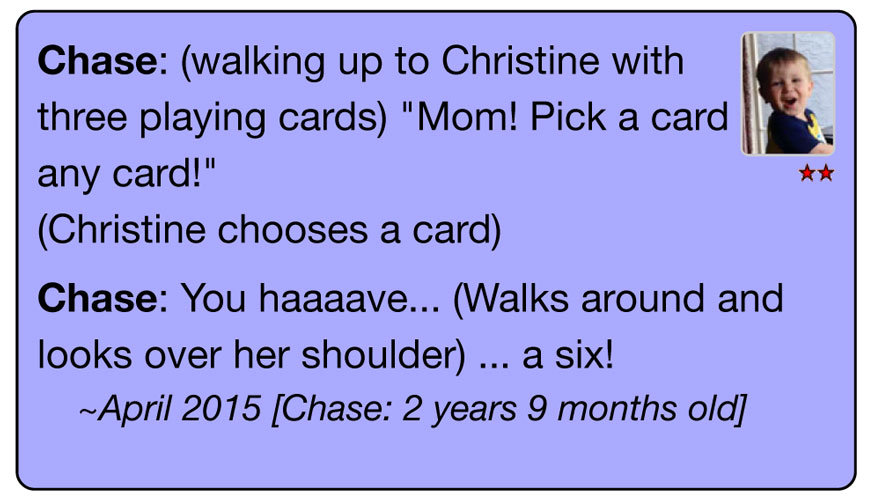 Chase: (walking up to Christine with
three playing cards) "Mom! Pick a card
any card!"
(Christine chooses a card)
Chase: You haaaave... (Walks around and
looks over her shoulder) ... a six!
~April 2015 [Chase: 2 years 9 months old]